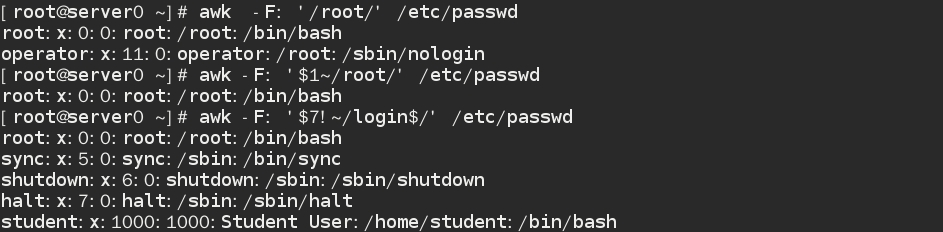 [root@server0 ~]# awk  -F: '/root/' /etc/passwd
root:x:0:0:root:/root:/bin/bash
operator:x:11:0:operator:/root:/sbin/nologin
[root@server0 ~]# awk -F: '$1~/root/' /etc/passwd
root:x:0:0:root:/root:/bin/bash
[root@server0 ~]# awk -F: '$7!~/login$/' /etc/passwd
root:x:0:0:root:/root:/bin/bash
sync:x:5:0:sync:/sbin:/bin/sync
shutdown:x:6:0:shutdown:/sbin:/sbin/shutdown
halt:x:7:0:halt:/sbin:/sbin/halt
student:x:1000:1000:Student User:/home/student:/bin/bash